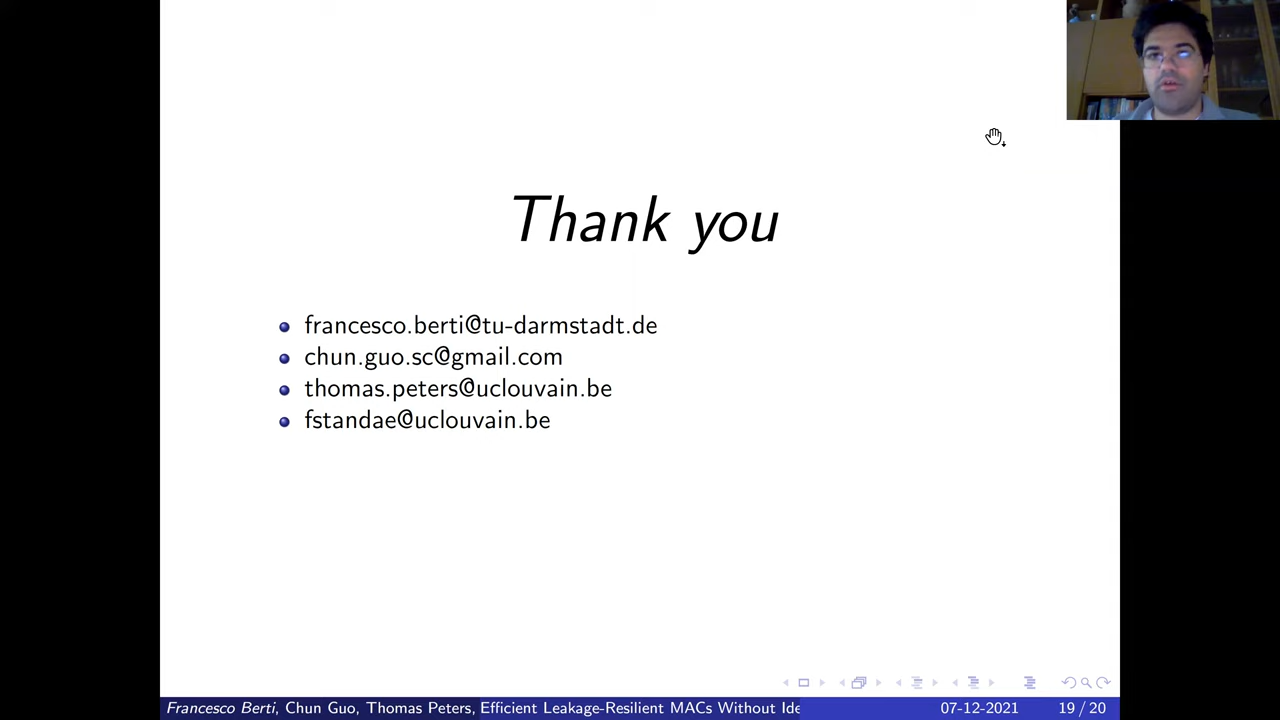 Thank you
francesco.berti@tu-darmstadt.de
chun.guo.sc@gmail.com
thomas.peters@uclouvain.be
fstandae@uclouvain.be
Francesco Berti, Chun Guo, Thomas Peters, Efficient Leakage-Resilient MACs Without Ide 07-12-2021 19 / 20